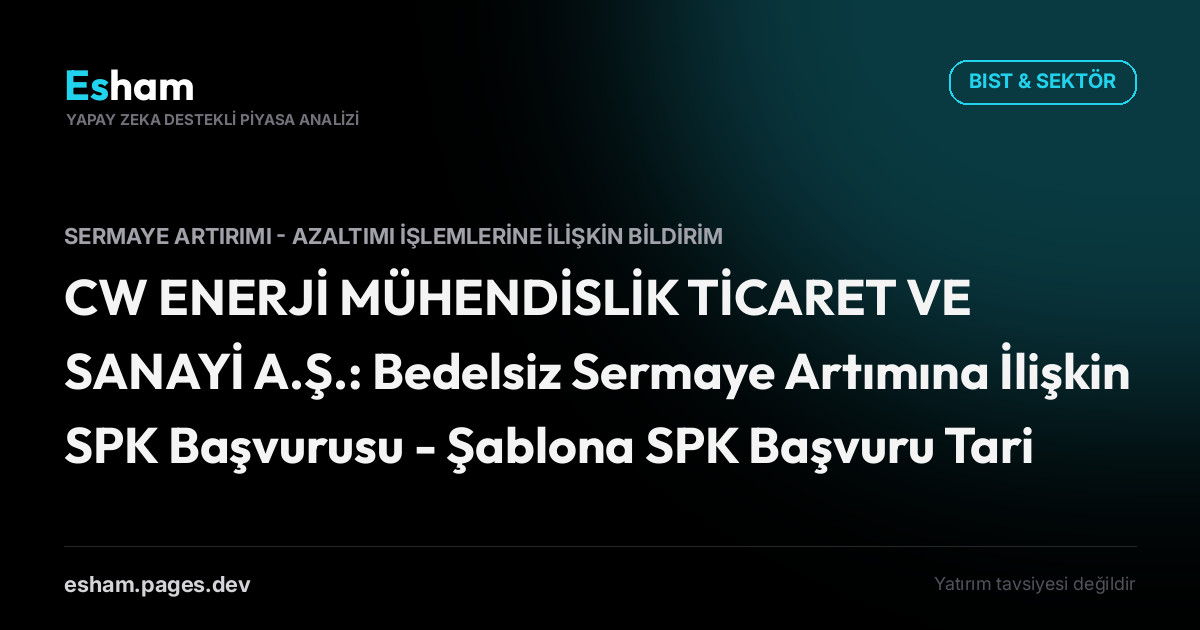 Esham
BIST & SEKTÖR
YAPAY ZEKA DESTEKLİ PİYASA ANALİZİ
SERMAYE ARTIRIMI - AZALTIMI İŞLEMLERİNE İLİŞKİN BİLDİRİM
CW ENERJİ MÜHENDİSLİK TİCARET VE
SANAYİ A.Ş.: Bedelsiz Sermaye Artımına İlişkin
SPK Başvurusu - Şablona SPK Başvuru Tari
esham.pages.dev
Yatırım tavsiyesi değildir